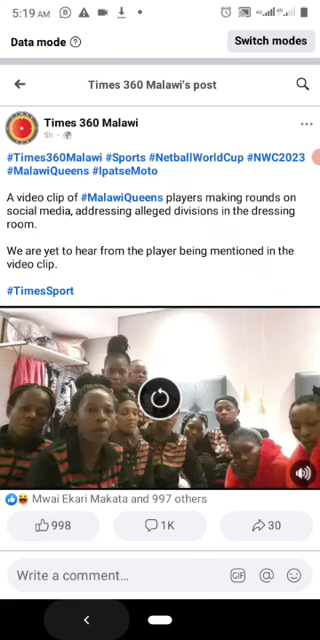 5:19 AM
Data mode
Switch modes
Times 360 Malawi's post
Times 360 Malawi
5h ·
#Times360Malawi #Sports #NetballWorldCup #NWC2023
#MalawiQueens #IpatseMoto
A video clip of #MalawiQueens players making rounds on
social media, addressing alleged divisions in the dressing
room.
We are yet to hear from the player being mentioned in the
video clip.
#TimesSport
Mwai Ekari Makata and 997 others
998 1K 30
Write a comment...
GIF @